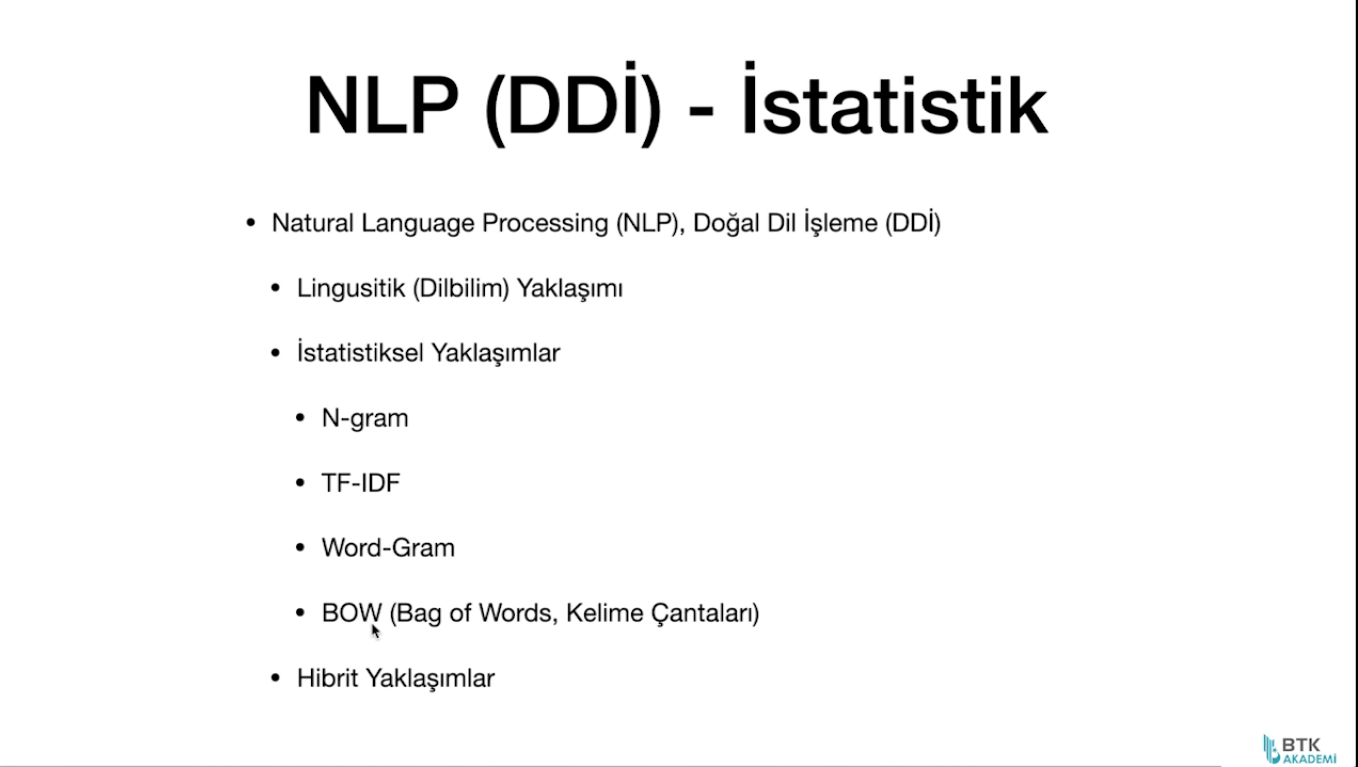 NLP (DDİ) - İstatistik
• Natural Language Processing (NLP), Doğal Dil İşleme (DDİ)
• Lingusitik (Dilbilim) Yaklaşımı
• İstatistiksel Yaklaşımlar
• N-gram
• TF-IDF
• Word-Gram
• BOW (Bag of Words, Kelime Çantaları)
• Hibrit Yaklaşımlar
BTK
AKADEMİ